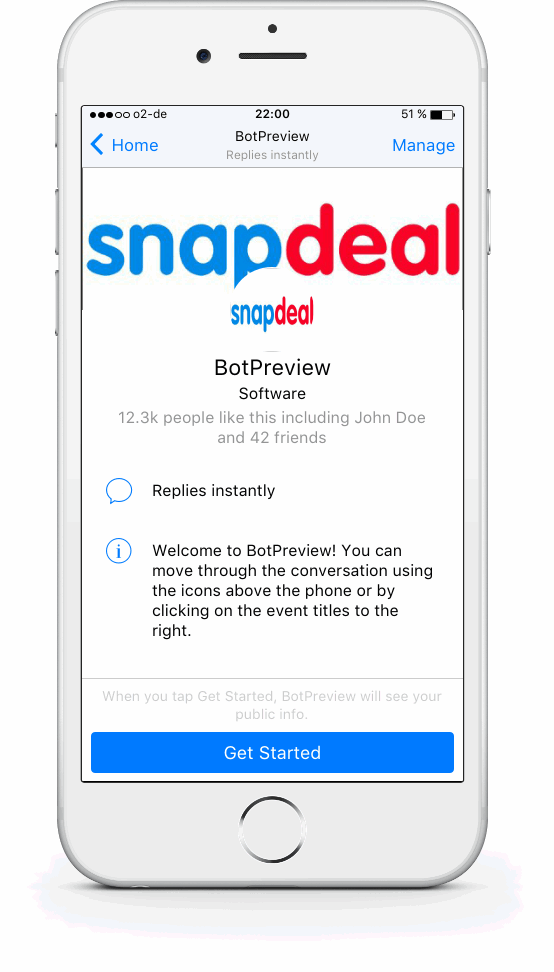 o2-de 22:00 51 %
Home BotPreview Manage
Replies instantly
snapdeal
snapdeal
BotPreview
Software
12.3k people like this including John Doe
and 42 friends
Replies instantly
Welcome to BotPreview! You can
move through the conversation using
the icons above the phone or by
clicking on the event titles to the
right.
When you tap Get Started, BotPreview will see your
public info.
Get Started